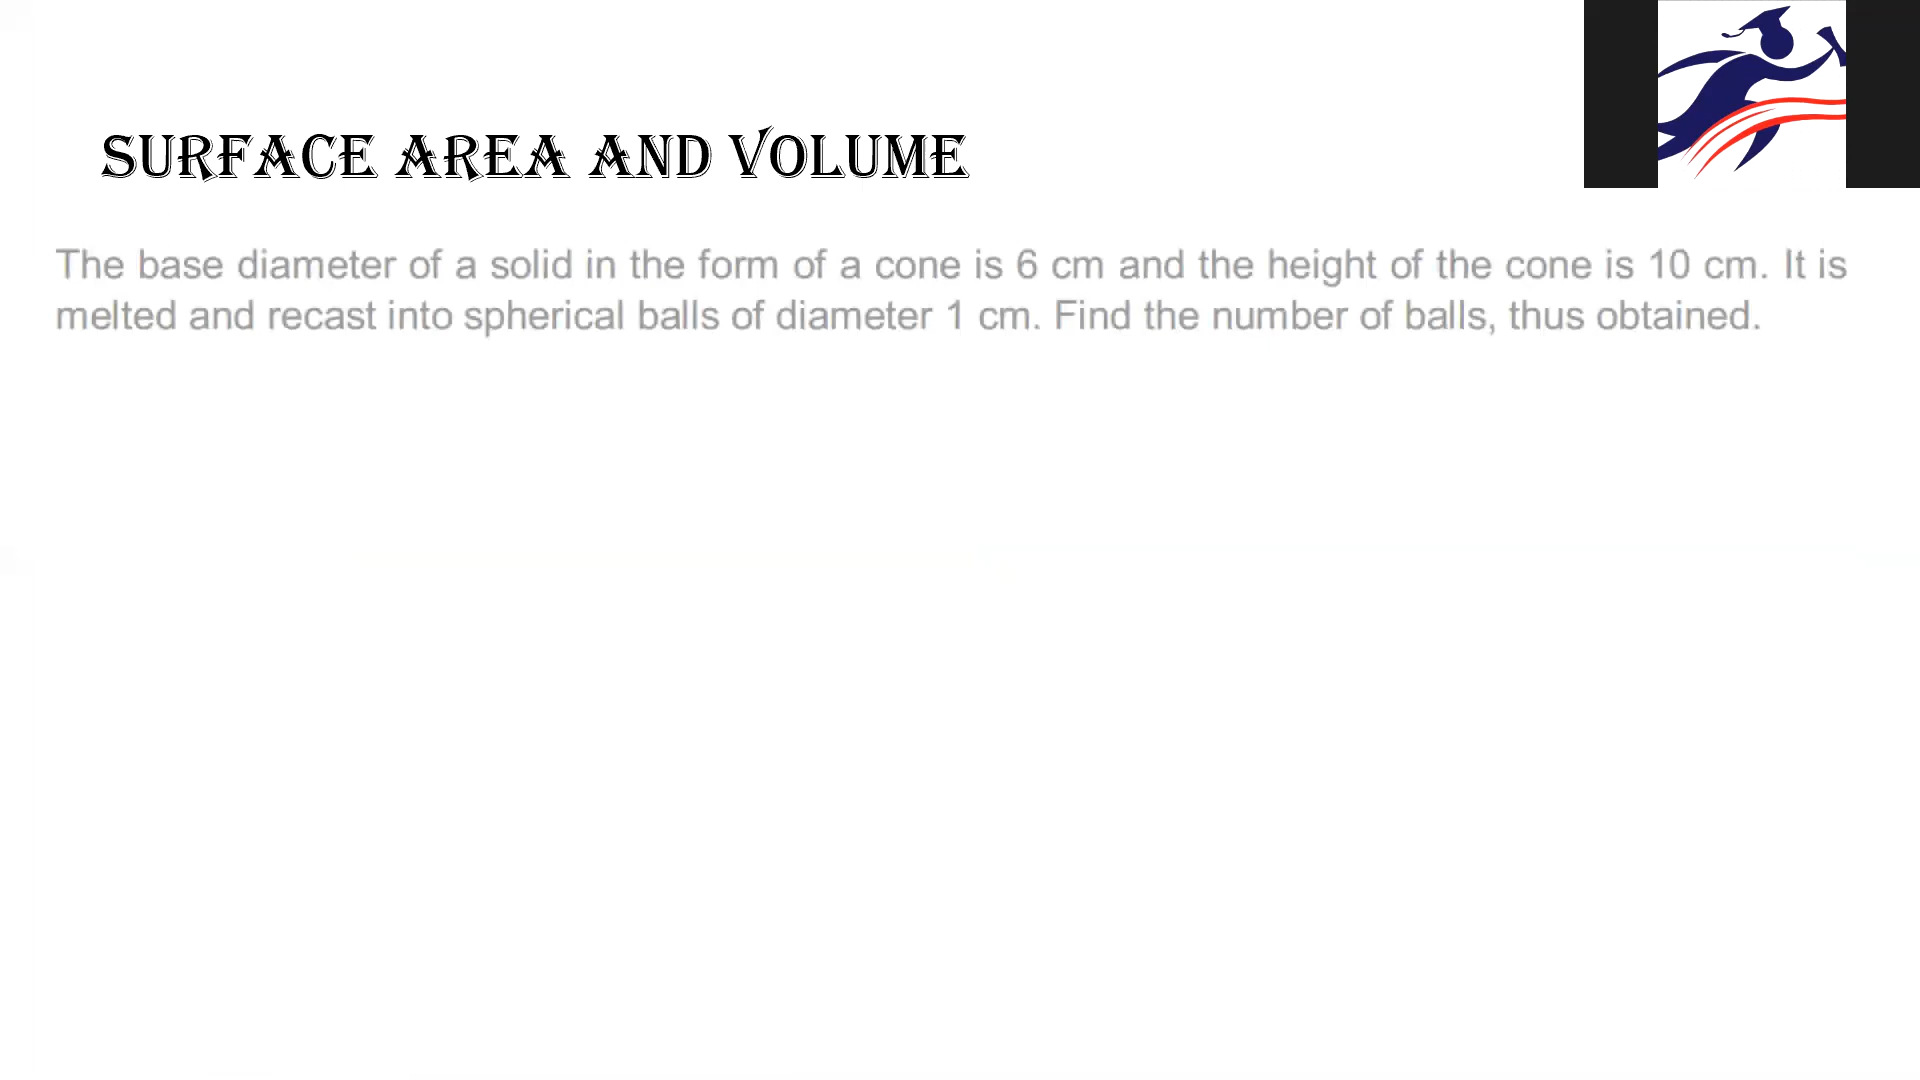 SURFACE AREA AND VOLUME
The base diameter of a solid in the form of a cone is 6 cm and the height of the cone is 10 cm. It is
melted and recast into spherical balls of diameter 1 cm. Find the number of balls, thus obtained.